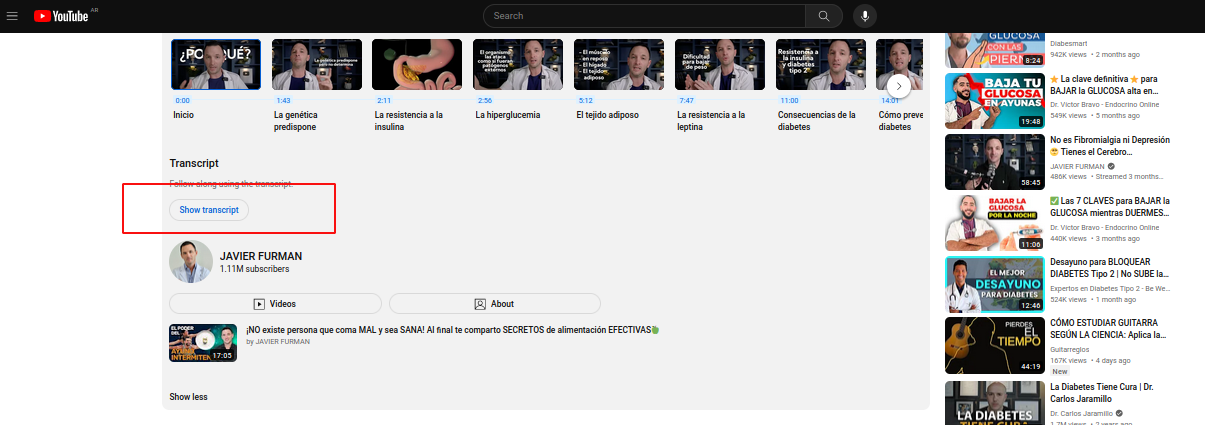 YouTube AR
Search
¿POR QUÉ?
La genética predispone
pero no determina
El organismo
las ataca
como si fueran
patógenos
externos
- El músculo
en reposo
- El hígado
- El tejido
adiposo
Dificultad
para bajar
de peso
Resistencia a
la insulina
y diabetes
tipo 2
0:00
1:43
2:11
2:56
5:12
7:47
11:00
14:01
Inicio
La genética
predispone
La resistencia a la
insulina
La hiperglucemia
El tejido adiposo
La resistencia a la
leptina
Consecuencias de la
diabetes
Cómo preve
diabetes
Transcript
Follow along using the transcript.
Show transcript
JAVIER FURMAN
1.11M subscribers
Videos
About
EL PODER
DEL
AYUNO
INTERMITEN
17:05
¡NO existe persona que coma MAL y sea SANA! Al final te comparto SECRETOS de alimentación EFECTIVAS
by JAVIER FURMAN
Show less
GLUCOSA
CON LAS
PIERN
8:24
Diabesmart
942K views • 2 months ago
BAJA TU
GLUCOSA
EN AYUNAS
19:48
⭐ La clave definitiva ⭐ para
BAJAR la GLUCOSA alta en...
Dr. Victor Bravo - Endocrino Online
549K views • 5 months ago
58:45
No es Fibromialgia ni Depresión
Tienes el Cerebro...
JAVIER FURMAN
486K views • Streamed 3 months...
BAJAR LA
GLUCOSA
POR LA NOCHE
11:06
✅ Las 7 CLAVES para BAJAR la
GLUCOSA mientras DUERMES...
Dr. Victor Bravo - Endocrino Online
440K views • 3 months ago
EL MEJOR
DESAYUNO
PARA DIABETES
12:46
Desayuno para BLOQUEAR
DIABETES Tipo 2 | No SUBE la...
Expertos en Diabetes Tipo 2 - Be We...
524K views • 1 month ago
PIERDES
EL
TIEMPO
44:19
CÓMO ESTUDIAR GUITARRA
SEGÚN LA CIENCIA: Aplica la...
Guitarreglos
167K views • 4 days ago
New
LA DIABETES
TIENE CURA
La Diabetes Tiene Cura | Dr.
Carlos Jaramillo
Dr. Carlos Jaramillo
1.7M views • 2 years ago